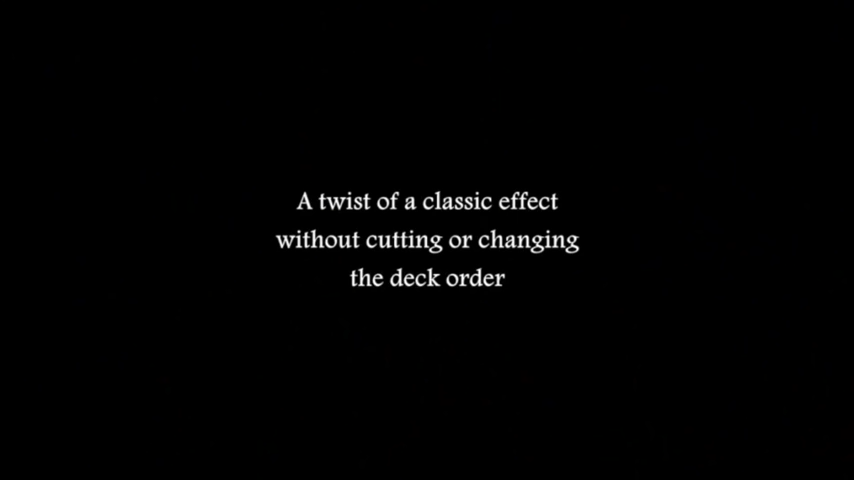 A twist of a classic effect
without cutting or changing
the deck order